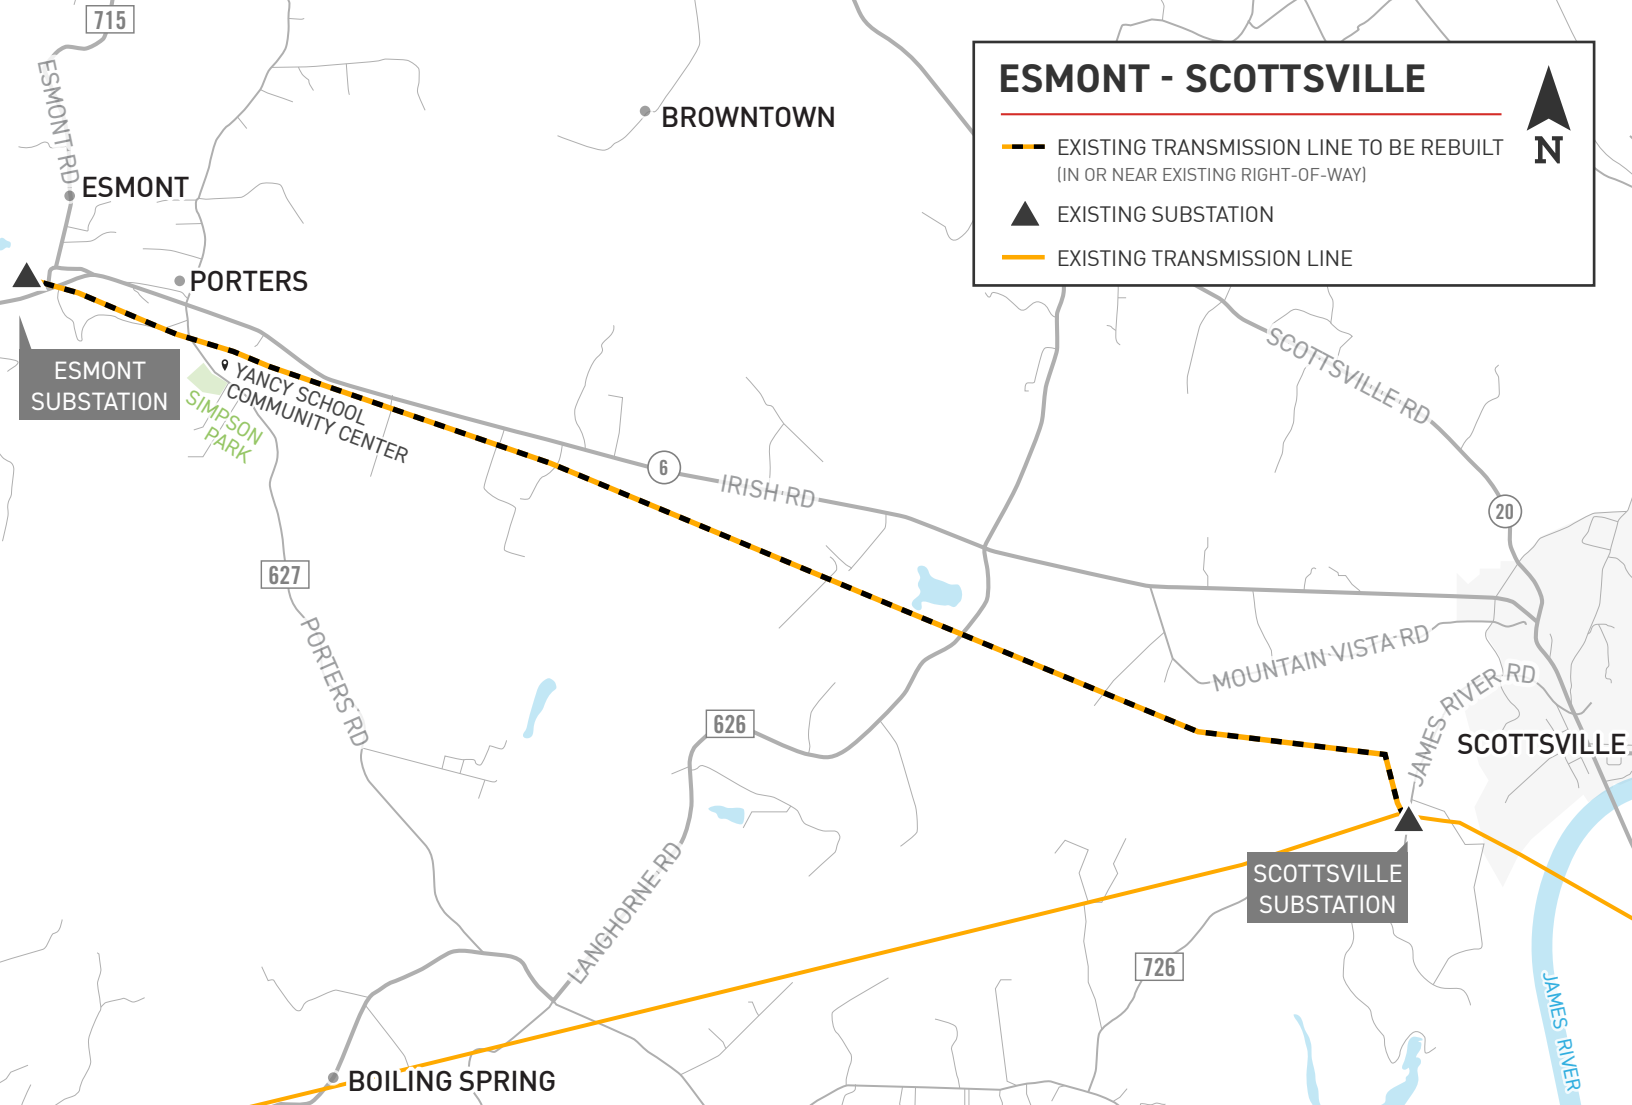 715
ESMONT RD
ESMONT
BROWNTOWN
ESMONT - SCOTTSVILLE
EXISTING TRANSMISSION LINE TO BE REBUILT
(IN OR NEAR EXISTING RIGHT-OF-WAY)
EXISTING SUBSTATION
EXISTING TRANSMISSION LINE
N
PORTERS
ESMONT
SUBSTATION
YANCY SCHOOL
COMMUNITY CENTER
SIMPSON
PARK
6
IRISH RD
SCOTTSVILLE RD
20
627
PORTERS RD
MOUNTAIN VISTA RD
JAMES RIVER RD
626
SCOTTSVILLE
LANGHORNE RD
SCOTTSVILLE
SUBSTATION
726
JAMES RIVER
BOILING SPRING